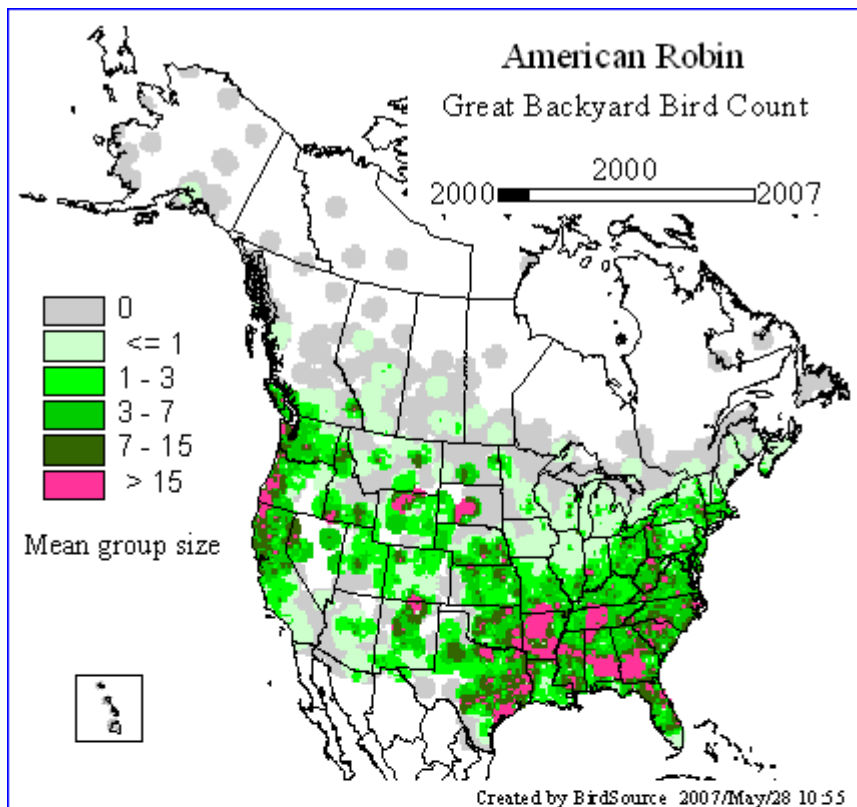 American Robin
Great Backyard Bird Count
2000
2000 2007
0
<= 1
1 - 3
3 - 7
7 - 15
> 15
Mean group size
Created by BirdSource 2007/May/28 10:55